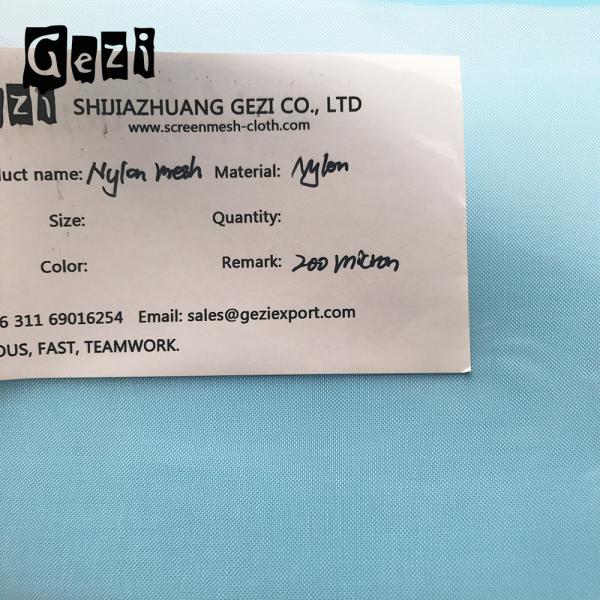 Gezi
zi SHIJIAZHUANG GEZI CO., LTD
www.screenmesh-cloth.com
uct name: Nylon mesh Material: Nylon
Size: Quantity:
Color: Remark: 200 micron
6 311 69016254 Email: sales@geziexport.com
OUS, FAST, TEAMWORK.